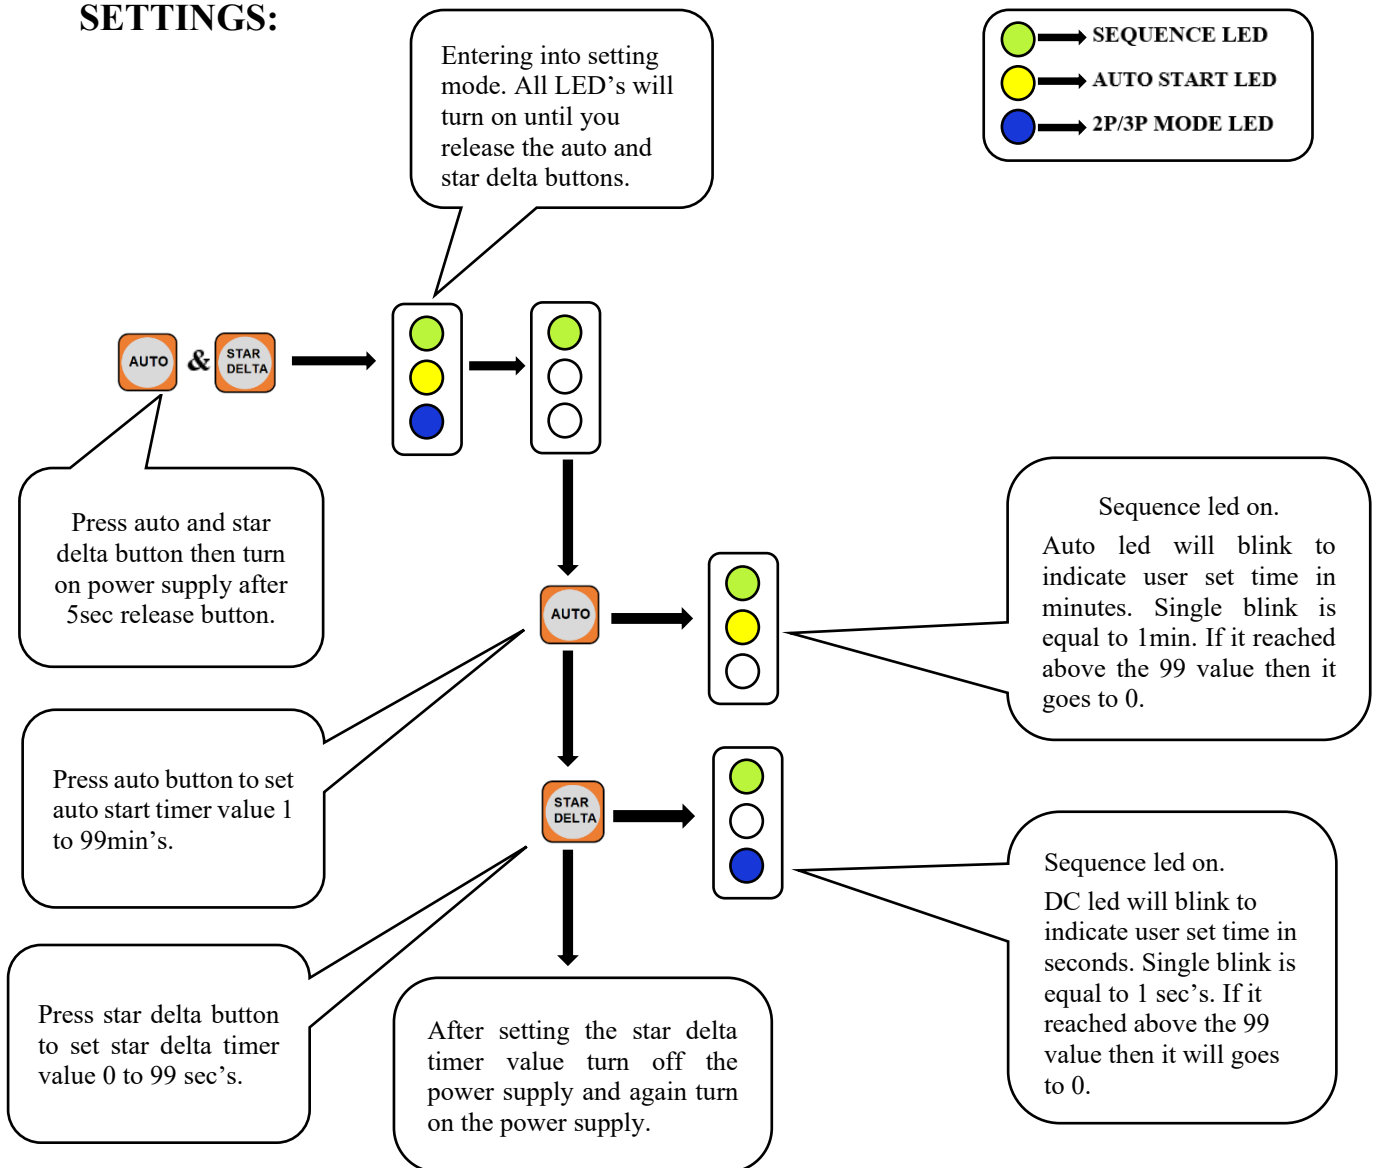 SETTINGS:
Entering into setting
mode. All LED’s will
turn on until you
release the auto and
star delta buttons.
SEQUENCE LED
AUTO START LED
2P/3P MODE LED
AUTO
&
STAR
DELTA
Press auto and star
delta button then turn
on power supply after
5sec release button.
AUTO
Sequence led on.
Auto led will blink to
indicate user set time in
minutes. Single blink is
equal to 1min. If it reached
above the 99 value then it
goes to 0.
Press auto button to set
auto start timer value 1
to 99min’s.
STAR
DELTA
Sequence led on.
DC led will blink to
indicate user set time in
seconds. Single blink is
equal to 1 sec’s. If it
reached above the 99
value then it will goes
to 0.
Press star delta button
to set star delta timer
value 0 to 99 sec’s.
After setting the star delta
timer value turn off the
power supply and again turn
on the power supply.